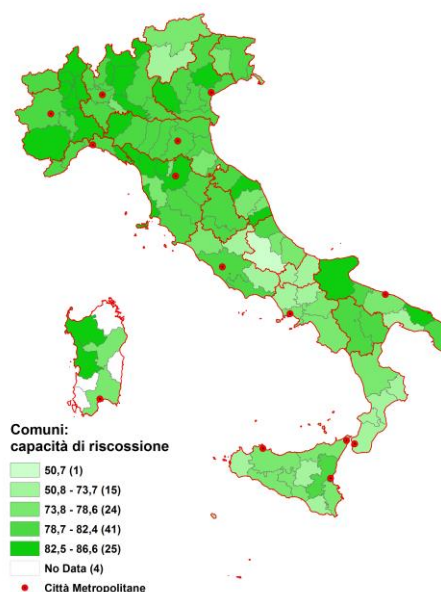 Comuni:
capacità di riscossione
50,7 (1)
50,8 - 73,7 (15)
73,8 - 78,6 (24)
78,7 - 82,4 (41)
82,5 - 86,6 (25)
No Data (4)
Città Metropolitane